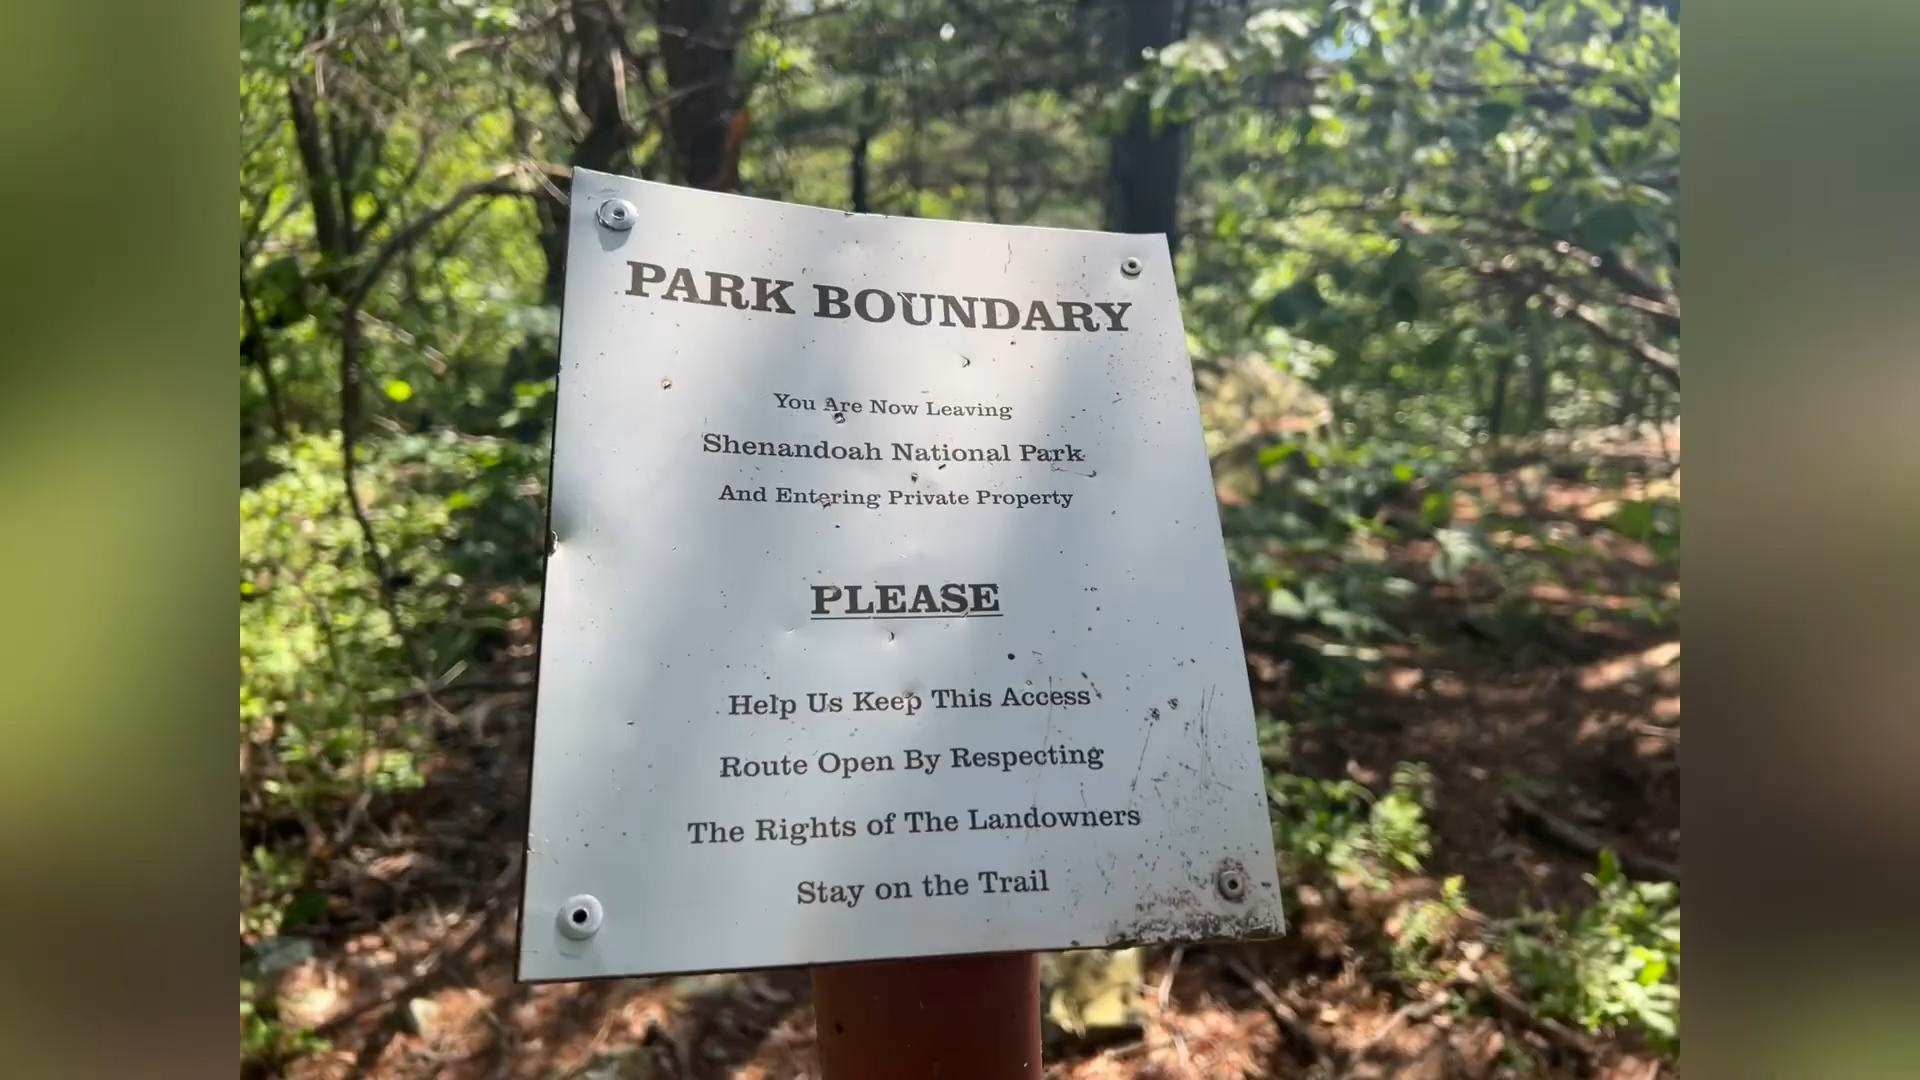 PARK BOUNDARY
You Are Now Leaving
Shenandoah National Park
And Entering Private Property
PLEASE
Help Us Keep This Access
Route Open By Respecting
The Rights of The Landowners
Stay on the Trail